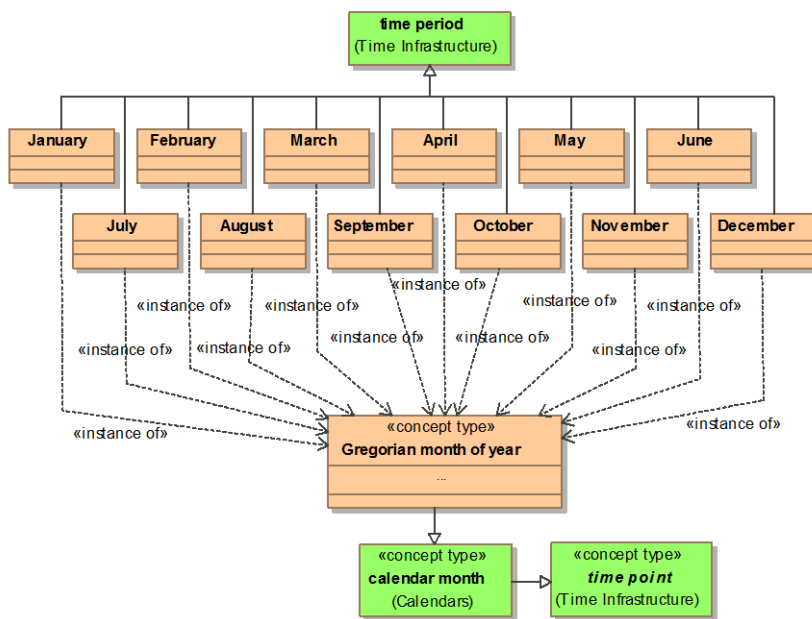 time period
(Time Infrastructure)
January
February
March
April
May
June
July
August
September
October
November
December
«instance of»
«instance of»
«instance of»
«instance of»
«instance of»
«instance of»
«instance of»
«instance of»
«instance of»
«instance of»
«instance of»
«concept type»
Gregorian month of year
...
«concept type»
calendar month
(Calendars)
«concept type»
time point
(Time Infrastructure)